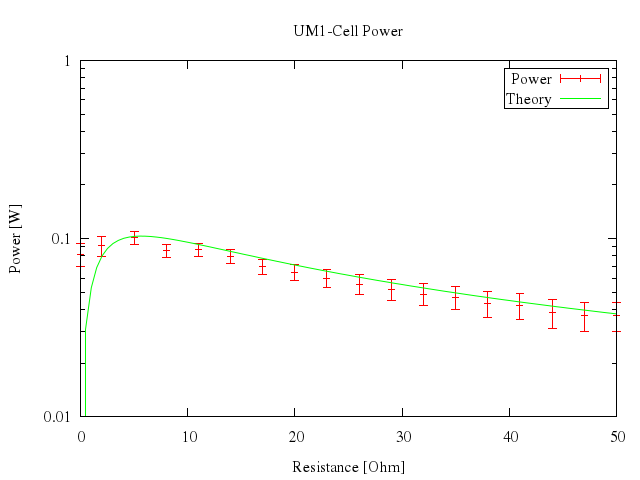 UM1-Cell Power
1
Power
Theory
0.1
Power [W]
0.01
0 10 20 30 40 50
Resistance [Ohm]